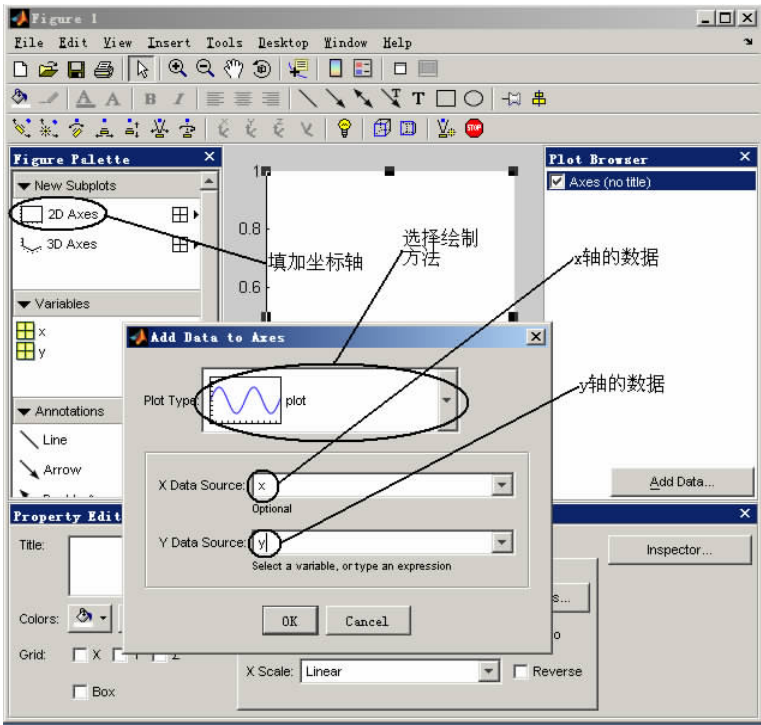 Figure 1
File Edit View Insert Tools Desktop Window Help
Figure Palette
New Subplots
2D Axes
3D Axes
Variables
x
y
Annotations
Line
Arrow
1
0.8
0.6
填加坐标轴
选择绘制
方法
Plot Browser
Axes (no title)
x轴的数据
y轴的数据
Add Data...
Add Data to Axes
Plot Type:
plot
X Data Source:
x
Optional
Y Data Source:
y
Select a variable, or type an expression
OK
Cancel
Property Edit
Title:
Colors:
Grid:
X
Box
X Scale:
Linear
Reverse
Inspector...